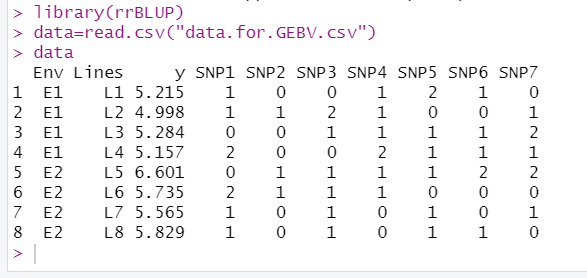 > library(rrBLUP)
> data=read.csv("data.for.GEBV.csv")
> data
  Env Lines     y SNP1 SNP2 SNP3 SNP4 SNP5 SNP6 SNP7
1  E1    L1 5.215    1    0    0    1    2    1    0
2  E1    L2 4.998    1    1    2    1    0    0    1
3  E1    L3 5.284    0    0    1    1    1    1    2
4  E1    L4 5.157    2    0    0    2    1    1    1
5  E2    L5 6.601    0    1    1    1    1    2    2
6  E2    L6 5.735    2    1    1    1    0    0    0
7  E2    L7 5.565    1    0    1    0    1    0    1
8  E2    L8 5.829    1    0    1    0    1    1    0
>